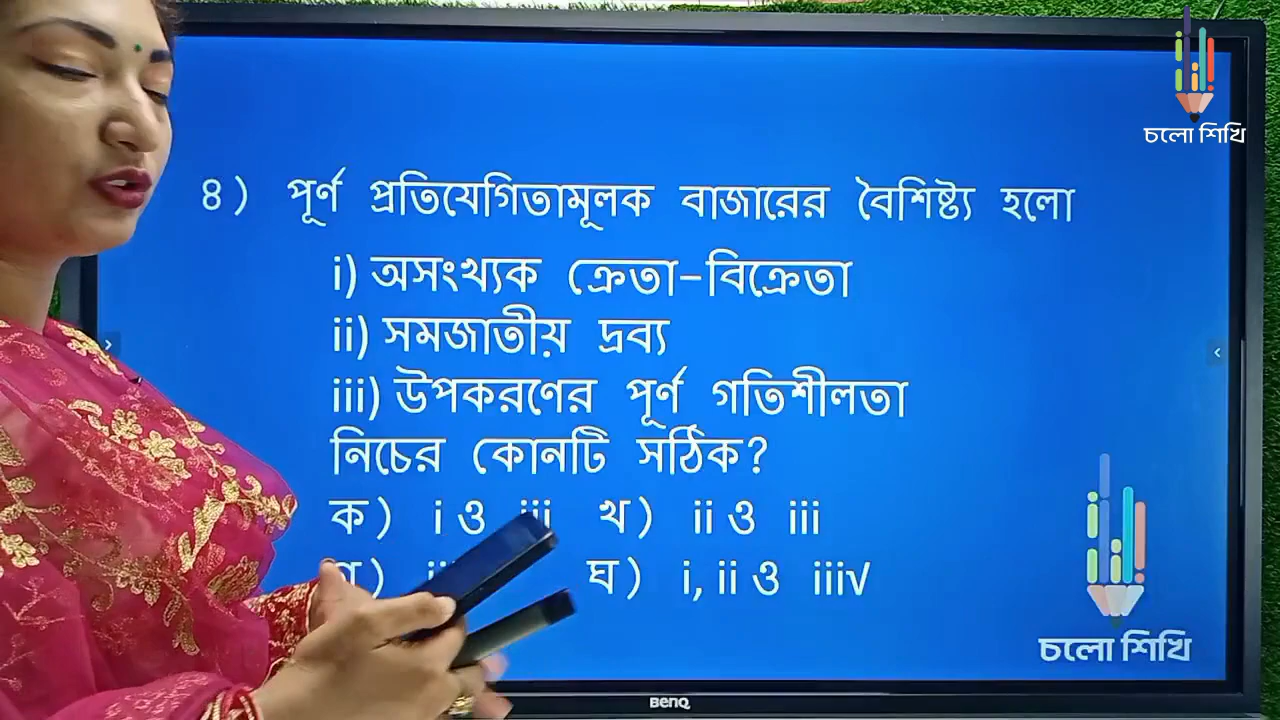 চলো শিখি
৪) পূর্ণ প্রতিযেগিতামূলক বাজারের বৈশিষ্ট্য হলো
i) অসংখ্যক ক্রেতা-বিক্রেতা
ii) সমজাতীয় দ্রব্য
iii) উপকরণের পূর্ণ গতিশীলতা
নিচের কোনটি সঠিক?
ক) i ও iii খ) ii ও iii
ঘ) i, ii ও iii√
চলো শিখি
BenQ